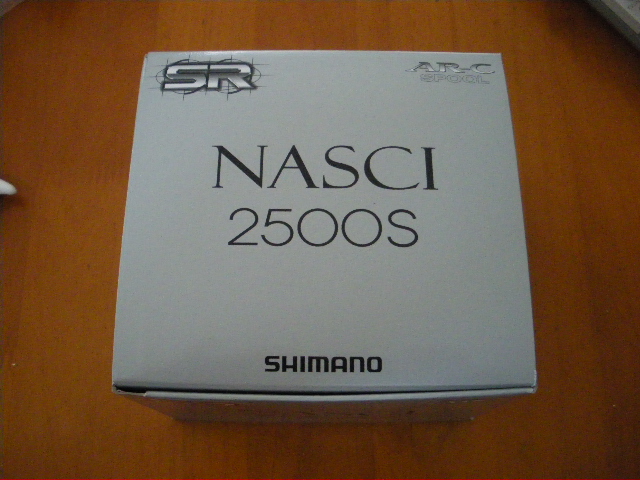 SR
AR-C
SPOOL
NASCI
2500S
SHIMANO